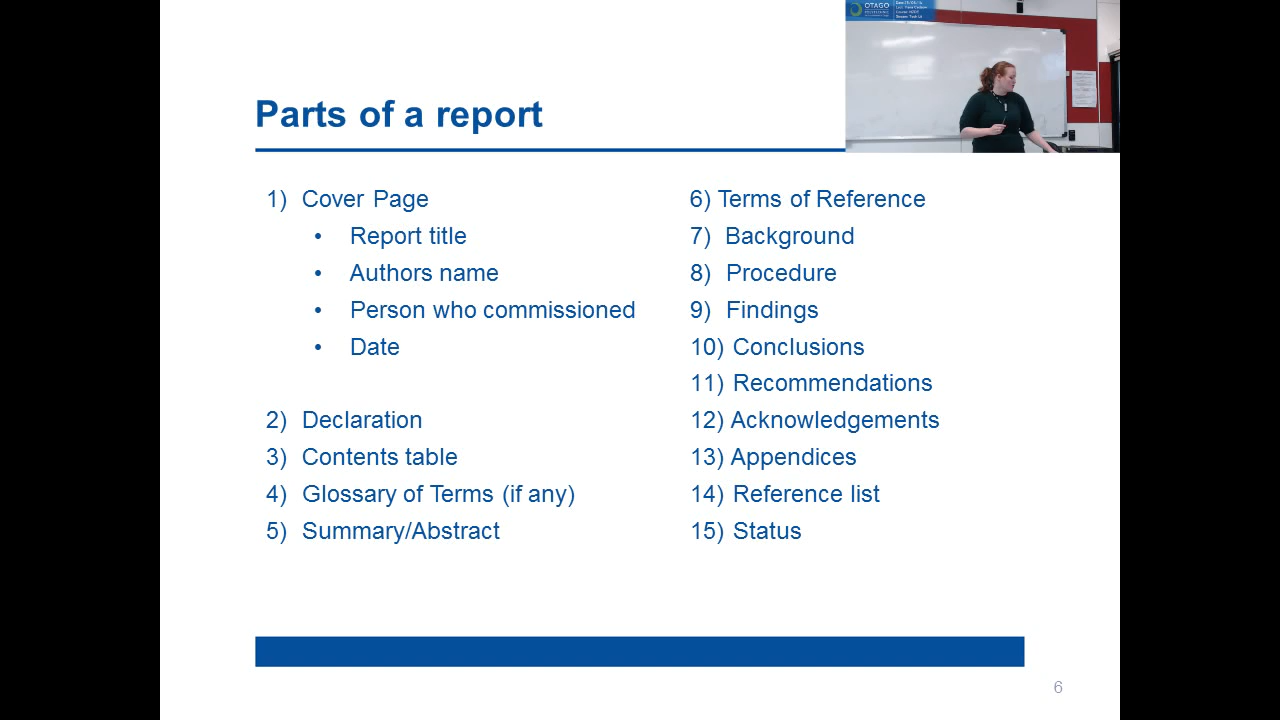 OTAGO
Parts of a report
1) Cover Page
• Report title
• Authors name
• Person who commissioned
• Date
2) Declaration
3) Contents table
4) Glossary of Terms (if any)
5) Summary/Abstract
6) Terms of Reference
7) Background
8) Procedure
9) Findings
10) Conclusions
11) Recommendations
12) Acknowledgements
13) Appendices
14) Reference list
15) Status
6